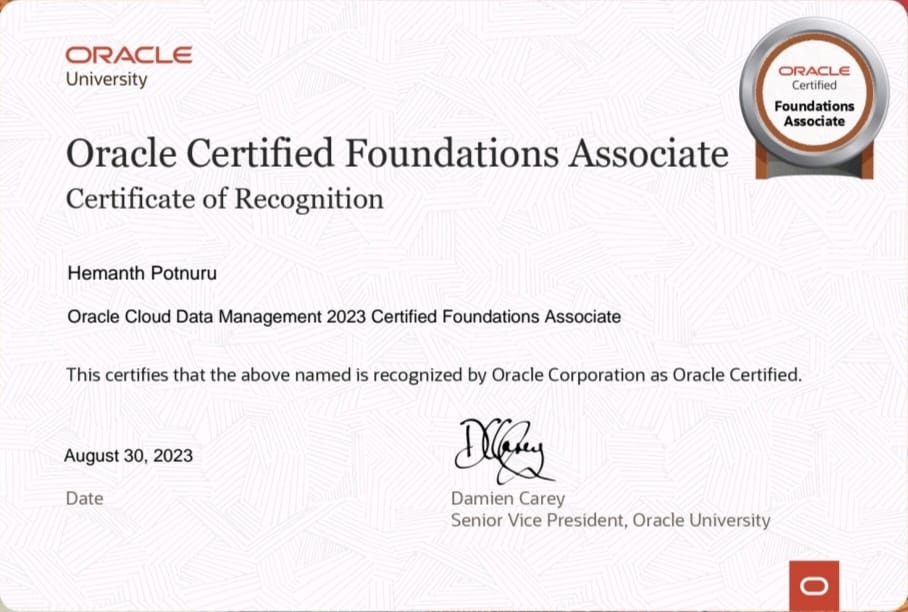 ORACLE
University
ORACLE
Certified
Foundations
Associate
Oracle Certified Foundations Associate
Certificate of Recognition
Hemanth Potnuru
Oracle Cloud Data Management 2023 Certified Foundations Associate
This certifies that the above named is recognized by Oracle Corporation as Oracle Certified.
DCarey
August 30, 2023
Date
Damien Carey
Senior Vice President, Oracle University